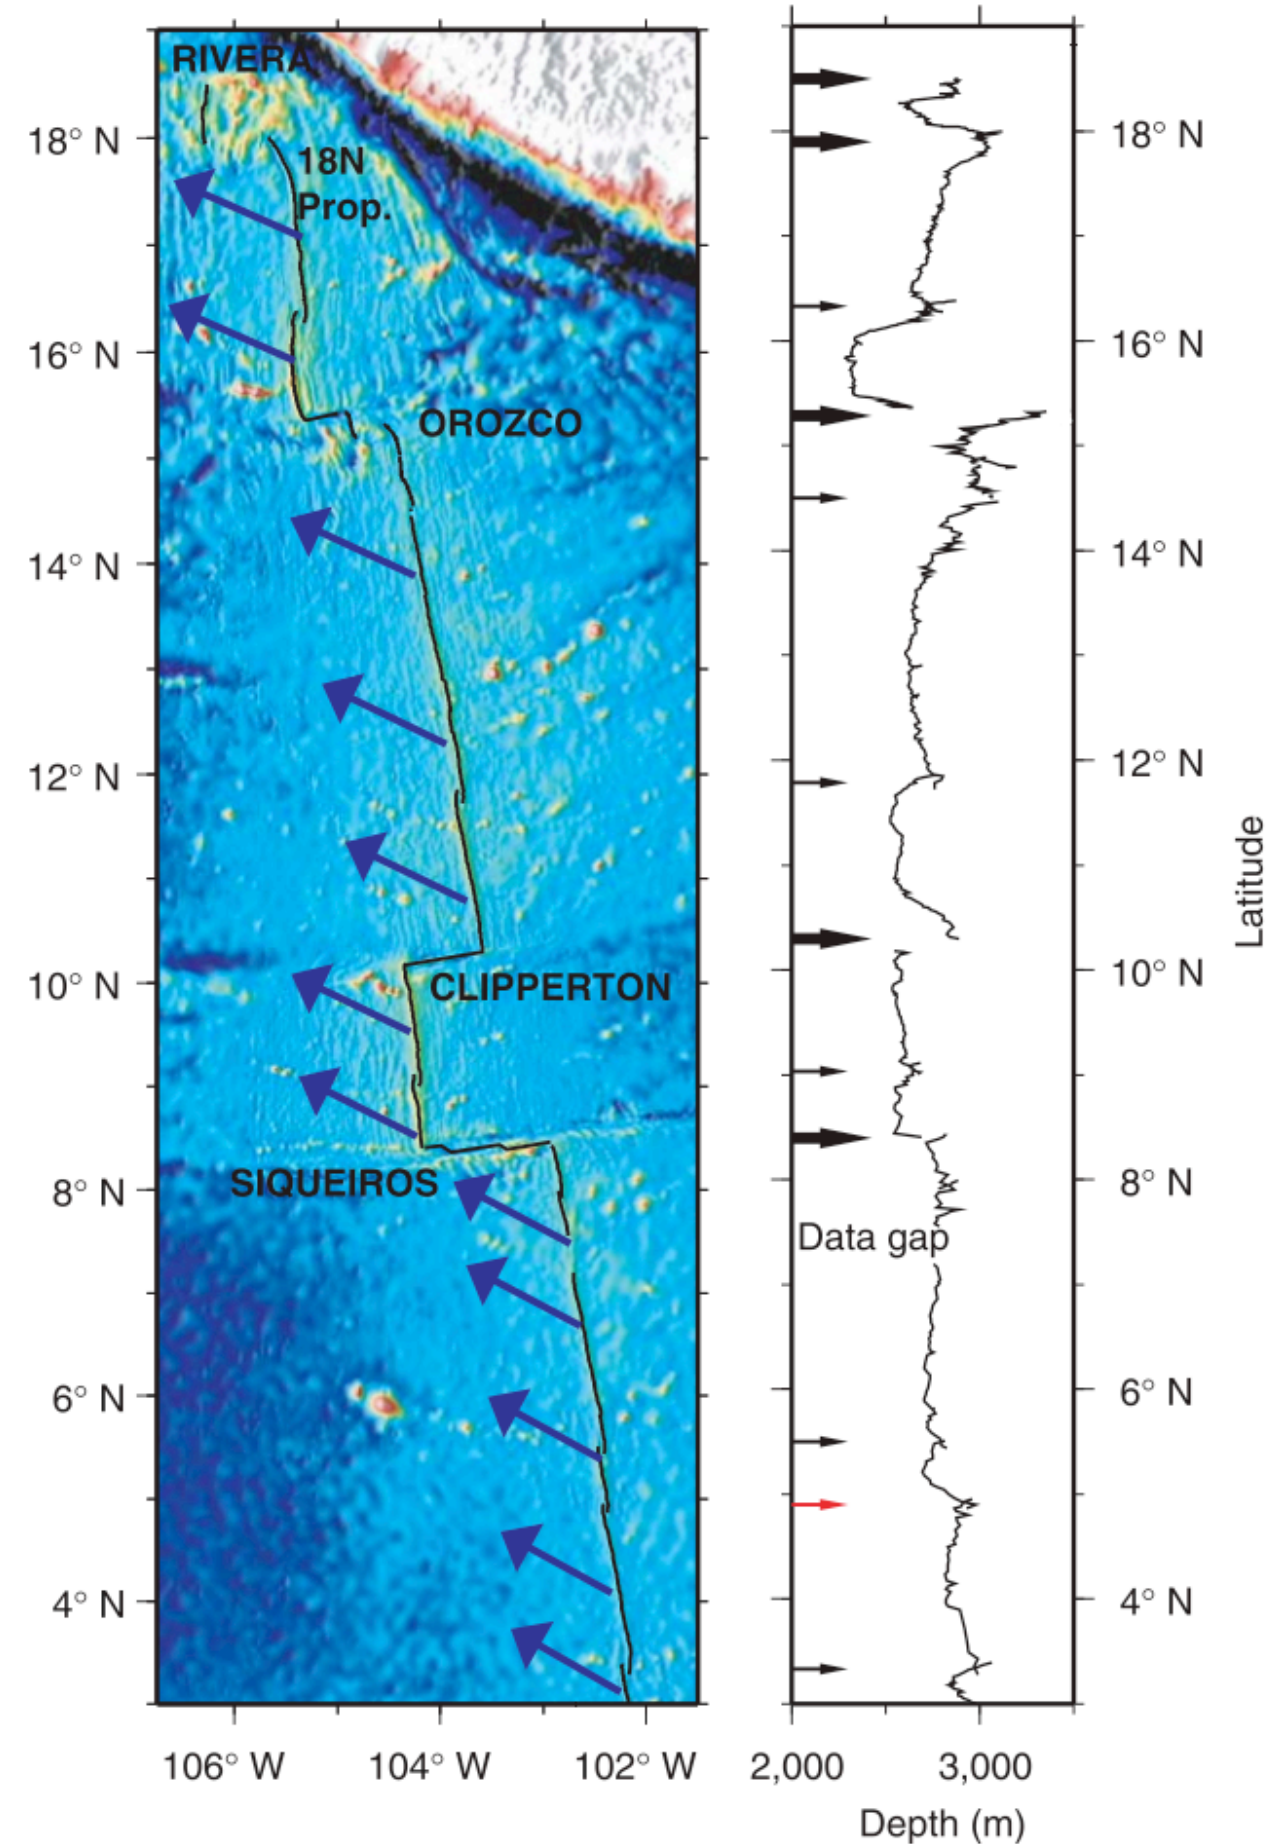 RIVERA
18° N
18N
Prop.
16° N
OROZCO
14° N
12° N
10° N
CLIPPERTON
SIQUEIROS
8° N
6° N
4° N
106° W
104° W
102° W
18° N
16° N
14° N
12° N
10° N
8° N
Data gap
6° N
4° N
Latitude
2,000
3,000
Depth (m)